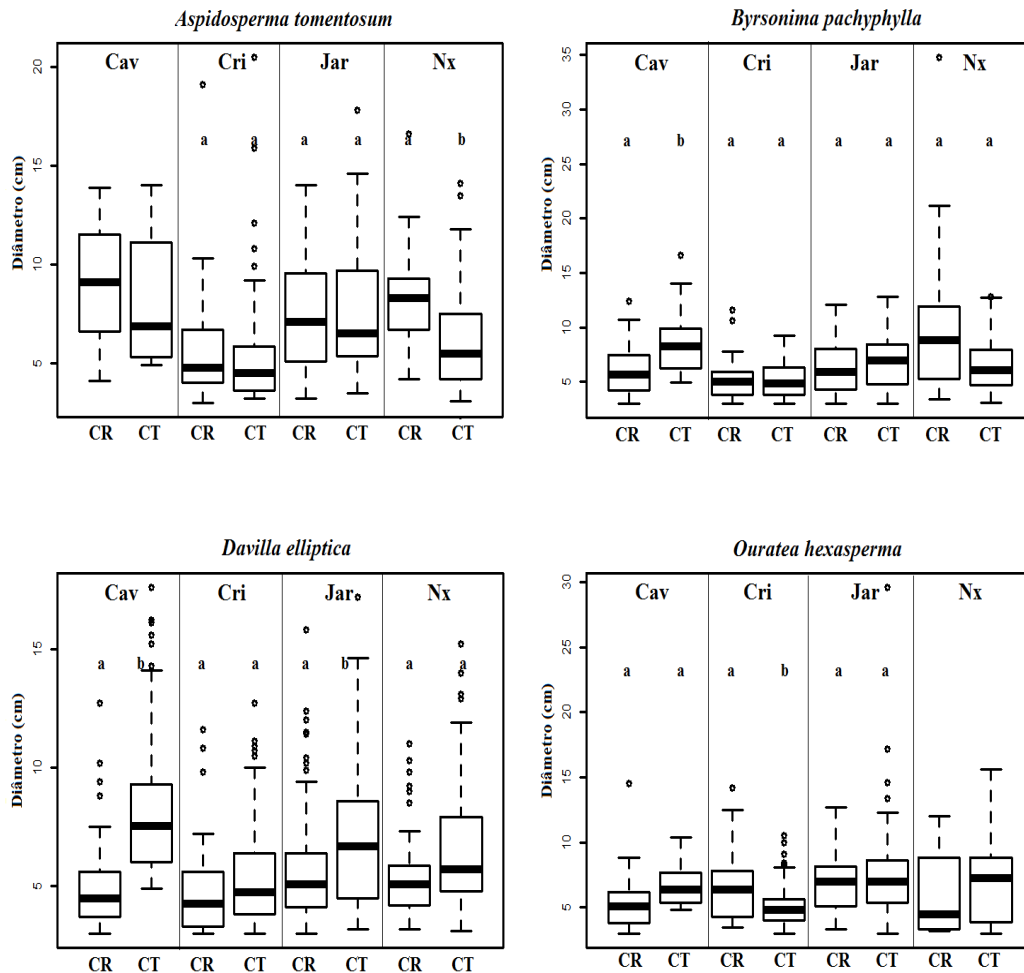 Aspidosperma tomentosum
Cav Cri Jar Nx
a a a a a b
Diâmetro (cm)
20
15
10
5
CR CT CR CT CR CT CR CT
Byrsonima pachyphylla
Cav Cri Jar Nx
a b a a a a a a
Diâmetro (cm)
35
30
25
20
15
10
5
CR CT CR CT CR CT CR CT
Davilla elliptica
Cav Cri Jar Nx
a b a a a b a a
Diâmetro (cm)
15
10
5
CR CT CR CT CR CT CR CT
Ouratea hexasperma
Cav Cri Jar Nx
a a a b a a
Diâmetro (cm)
30
25
20
15
10
5
CR CT CR CT CR CT CR CT